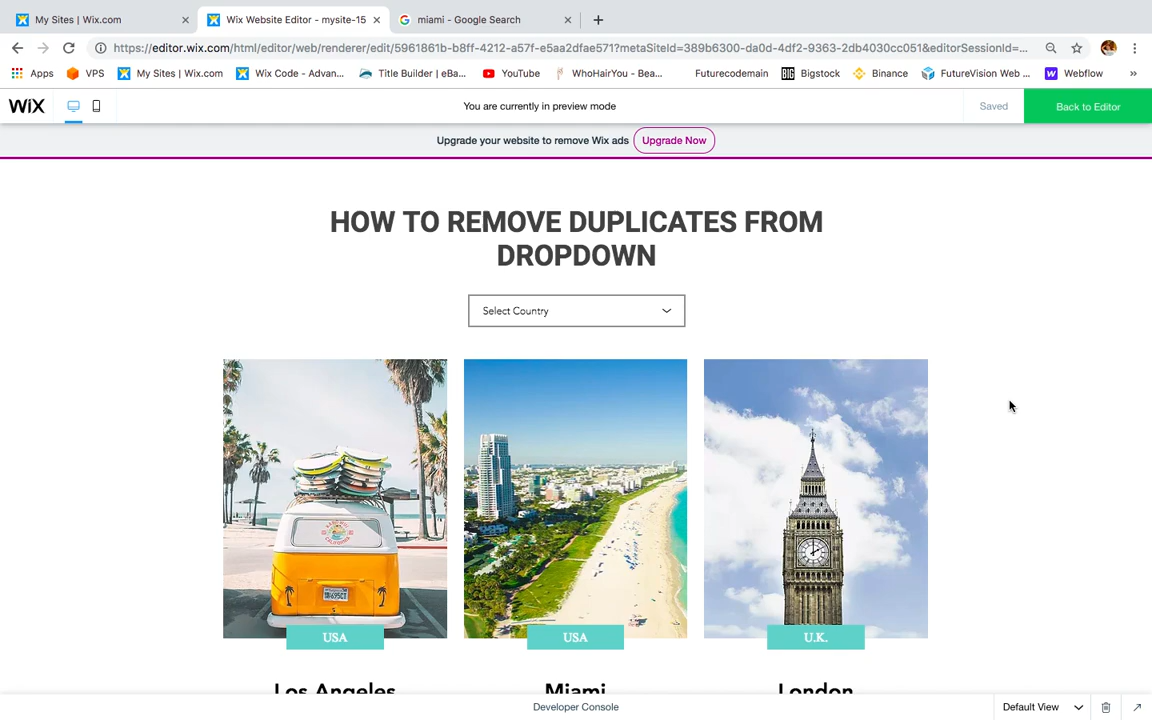 My Sites | Wix.com
Wix Website Editor - mysite-15
miami - Google Search
https://editor.wix.com/html/editor/web/renderer/edit/5961861b-b8ff-4212-a57f-e5aa2dfae571?metaSiteId=389b6300-da0d-4df2-9363-2db4030cc051&editorSessionId=...
Apps VPS My Sites | Wix.com Wix Code - Advan... Title Builder | eBa... YouTube WhoHairYou - Bea... Futurecodemain BIG Bigstock Binance FutureVision Web ... W Webflow »
WiX You are currently in preview mode Saved Back to Editor
Upgrade your website to remove Wix ads Upgrade Now
HOW TO REMOVE DUPLICATES FROM
DROPDOWN
Select Country
USA USA U.K.
Los Angeles Miami London
Developer Console Default View